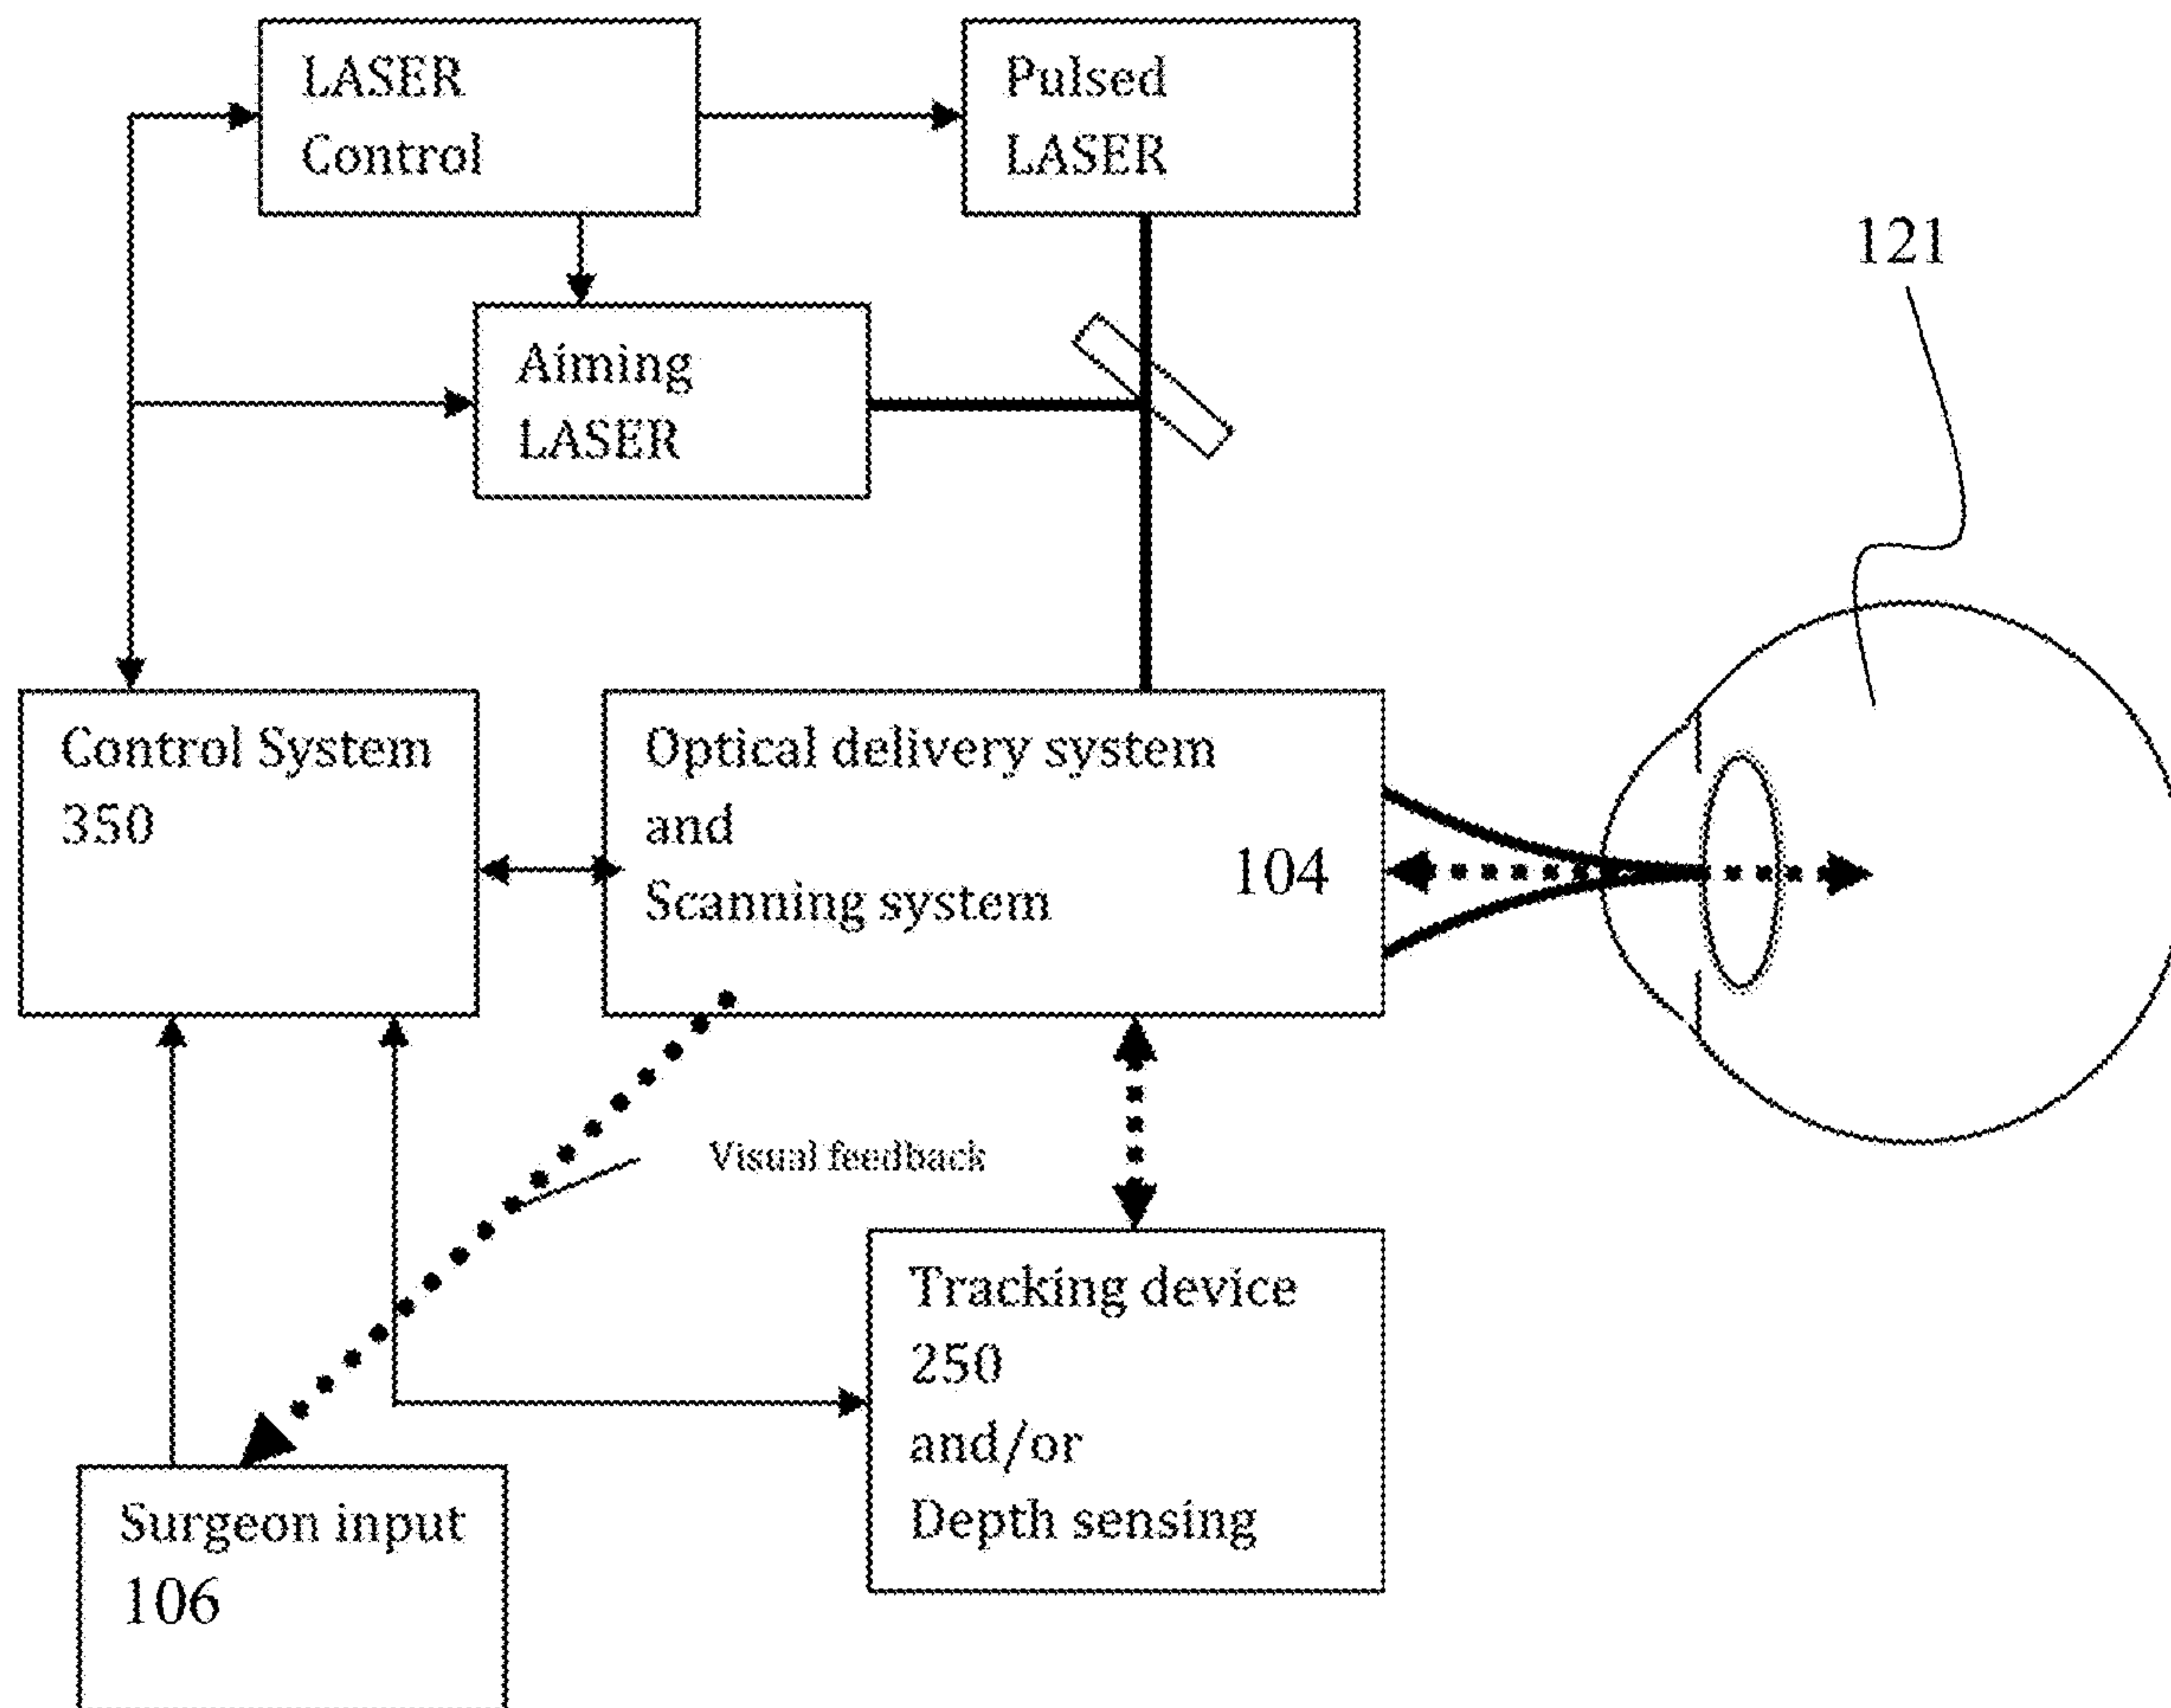 LASER
Control
Pulsed
LASER
121
Aiming
LASER
Control System
350
Optical delivery system
and
Scanning system
104
Visual feedback
Tracking device
250
and/or
Depth sensing
Surgeon input
106